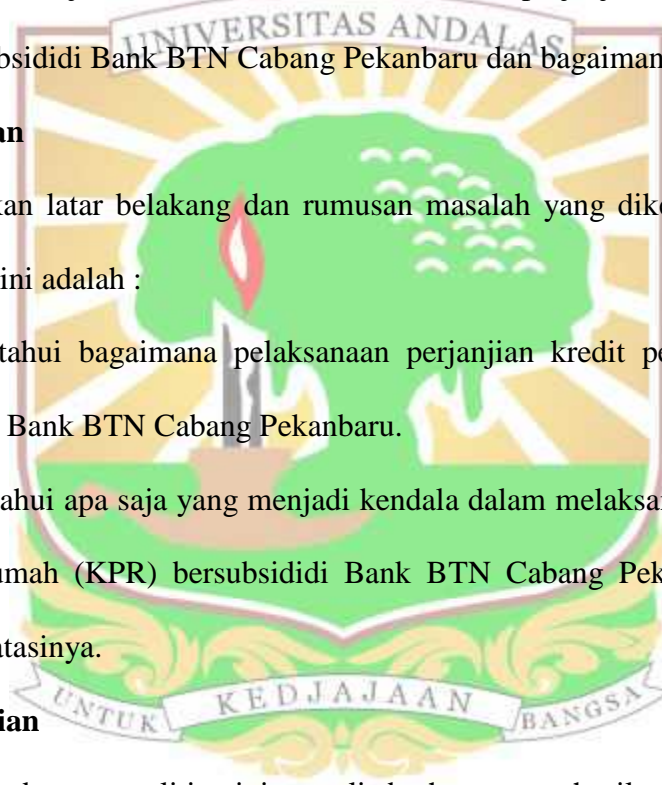 UNIVERSITAS ANDALAS
bsididi Bank BTN Cabang Pekanbaru dan bagaiman
an
kan latar belakang dan rumusan masalah yang dik
ini adalah :
tahui bagaimana pelaksanaan perjanjian kredit pe
Bank BTN Cabang Pekanbaru.
ahui apa saja yang menjadi kendala dalam melaksa
umah (KPR) bersubsididi Bank BTN Cabang Pek
atasinya.
UNTUK KEDJAJAAN BANGSA
ian